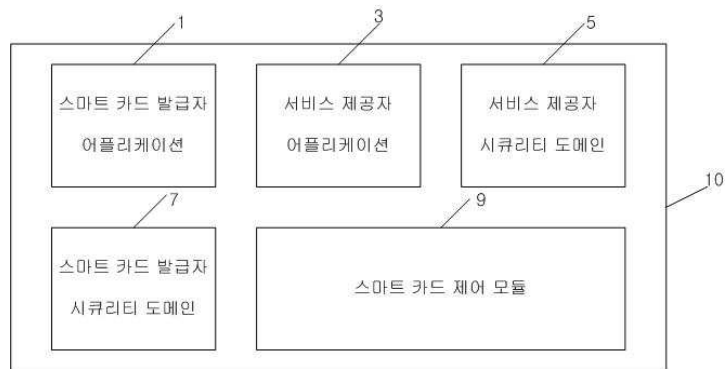 1
3
5
스마트 카드 발급자
어플리케이션
서비스 제공자
어플리케이션
서비스 제공자
시큐리티 도메인
10
7
9
스마트 카드 발급자
시큐리티 도메인
스마트 카드 제어 모듈